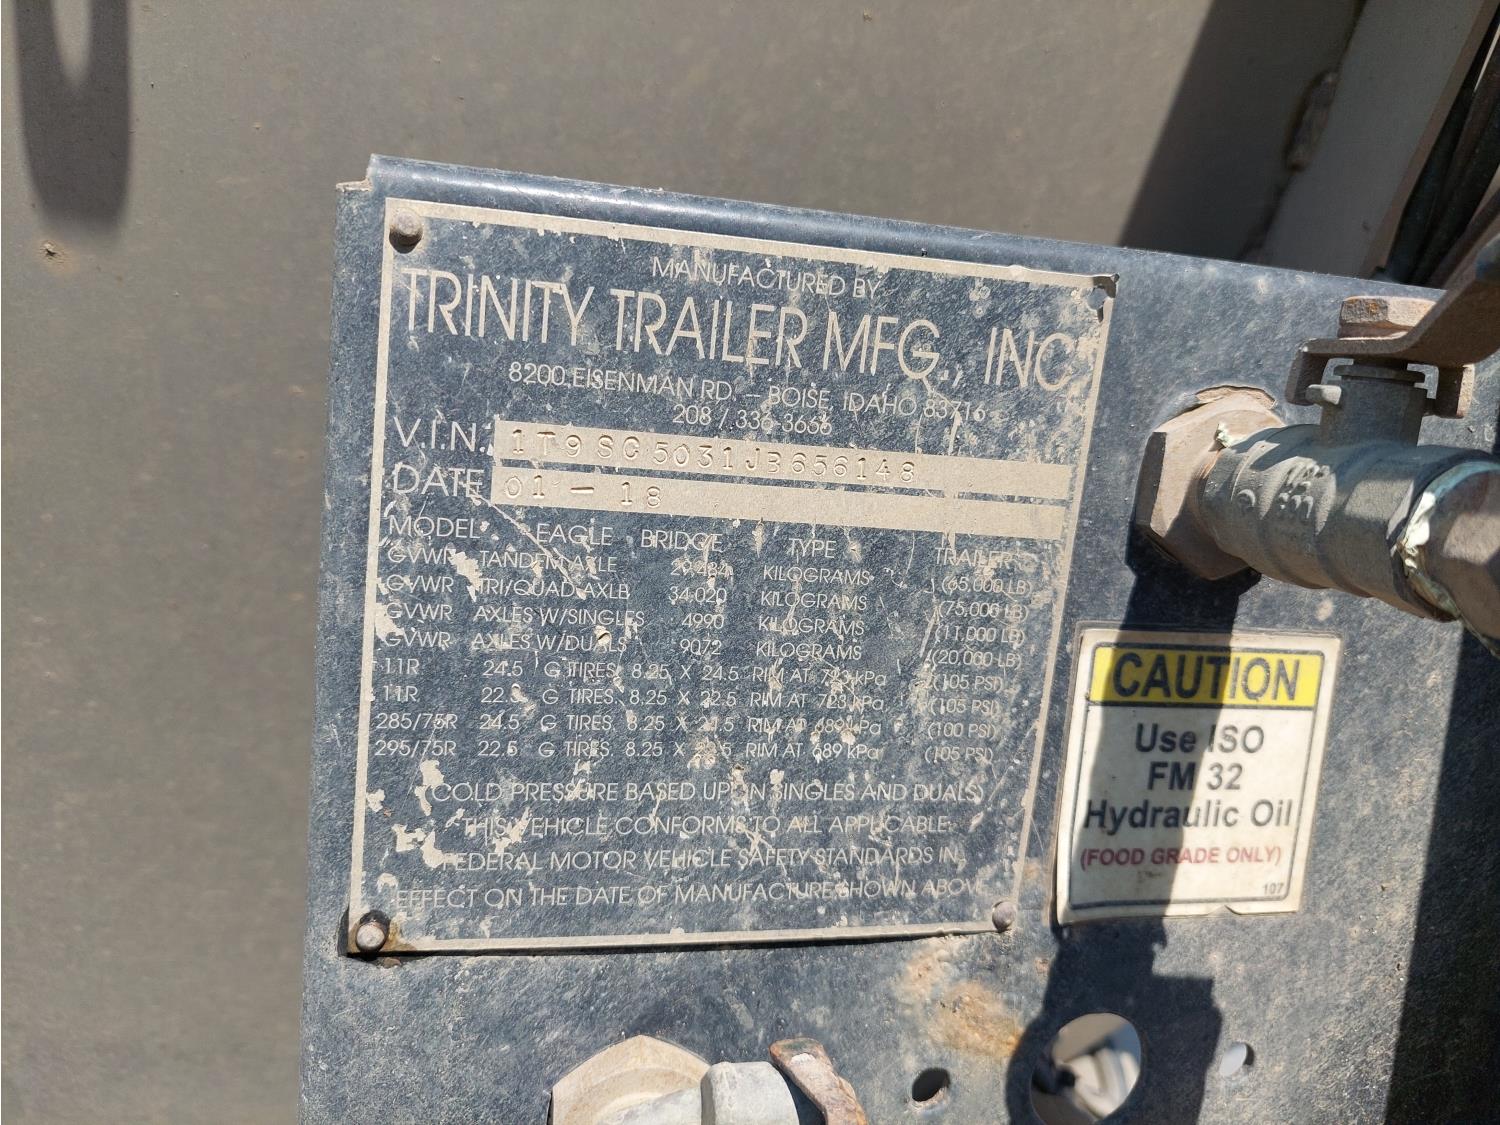 MANUFACTURED BY
TRINITY TRAILER MFG., INC
8200 EISENMAN RD. – BOISE, IDAHO 83716
208 / 336-3666
V.I.N. 1T9SC5031JB656148
DATE 01 – 18
MODEL EAGLE BRIDGE TYPE TRAILER
GVWR TANDEM AXLE 29,484 KILOGRAMS (65,000 LB)
GVWR TRI/QUAD AXLB 34,020 KILOGRAMS (75,000 LB)
GVWR AXLES W/SINGLES 4990 KILOGRAMS (11,000 LB)
GVWR AXLES W/DUALS 9072 KILOGRAMS (20,000 LB)
11R 24.5 G TIRES 8.25 X 24.5 RIM AT 723 kPa (105 PSI)
11R 22.5 G TIRES 8.25 X 22.5 RIM AT 723 kPa (105 PSI)
285/75R 24.5 G TIRES 8.25 X 24.5 RIM AT 689 kPa (100 PSI)
295/75R 22.5 G TIRES 8.25 X 22.5 RIM AT 689 kPa (105 PSI)
(COLD PRESSURE BASED UPON SINGLES AND DUALS)
THIS VEHICLE CONFORMS TO ALL APPLICABLE
FEDERAL MOTOR VEHICLE SAFETY STANDARDS IN
EFFECT ON THE DATE OF MANUFACTURE SHOWN ABOVE
CAUTION
Use ISO
FM 32
Hydraulic Oil
(FOOD GRADE ONLY)
107